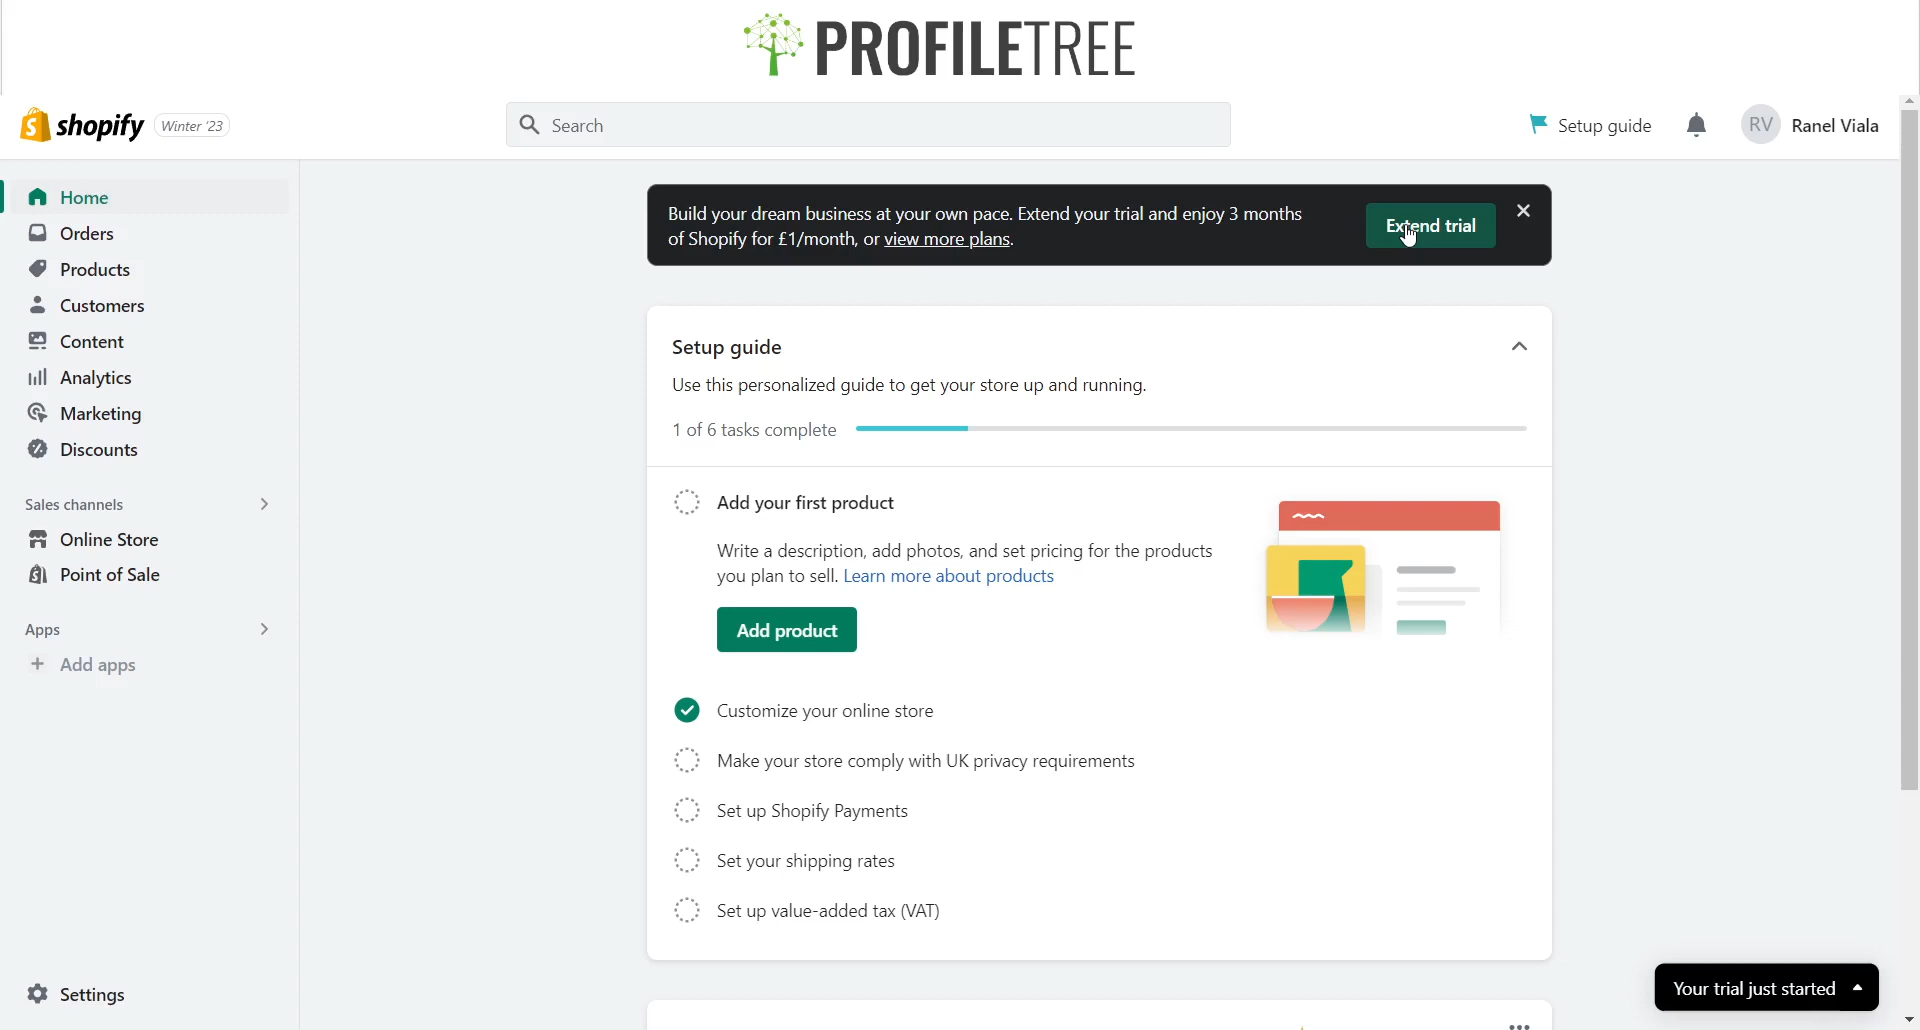 PROFILETREE
shopify Winter '23
Search
Setup guide
RV Ranel Viala
Home
Orders
Products
Customers
Content
Analytics
Marketing
Discounts
Sales channels
Online Store
Point of Sale
Apps
+ Add apps
Settings
Build your dream business at your own pace. Extend your trial and enjoy 3 months
of Shopify for £1/month, or view more plans.
Extend trial
Setup guide
Use this personalized guide to get your store up and running.
1 of 6 tasks complete
Add your first product
Write a description, add photos, and set pricing for the products
you plan to sell. Learn more about products
Add product
Customize your online store
Make your store comply with UK privacy requirements
Set up Shopify Payments
Set your shipping rates
Set up value-added tax (VAT)
Your trial just started